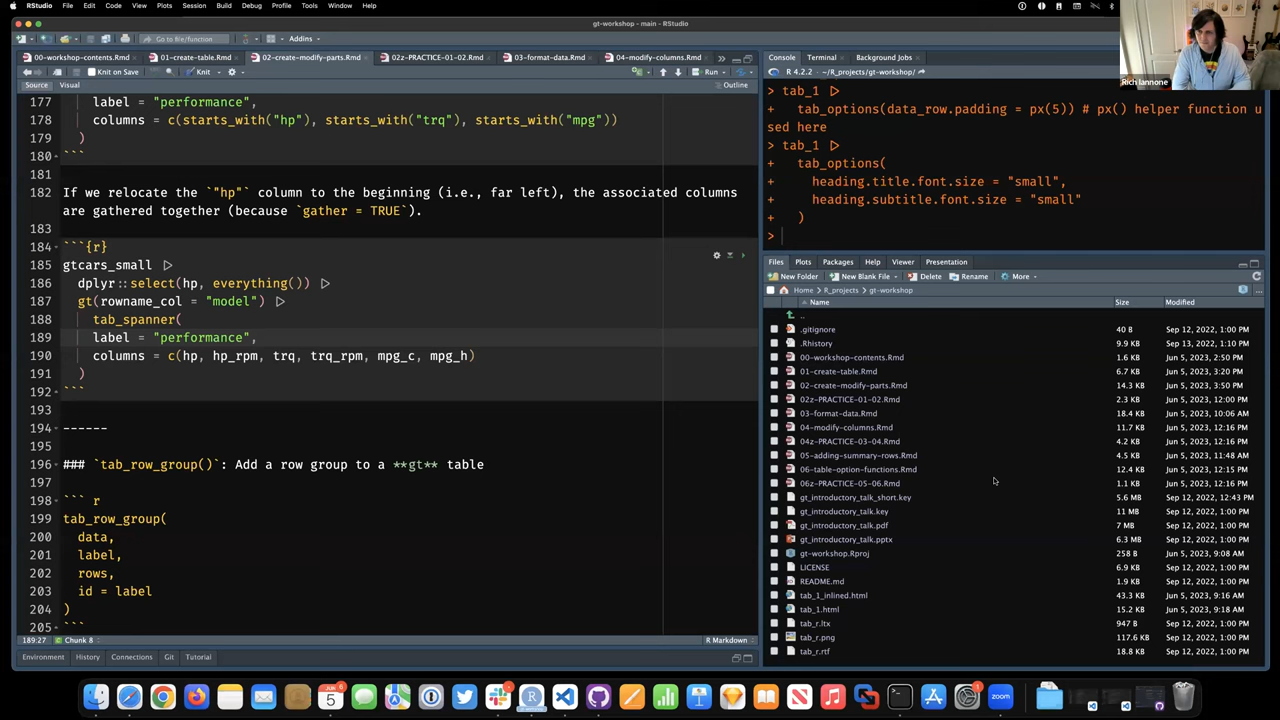 RStudio File Edit Code View Plots Session Build Debug Profile Tools Window Help
gt-workshop - main - RStudio
Go to file/function Addins
00-workshop-contents.Rmd 01-create-table.Rmd 02-create-modify-parts.Rmd 02z-PRACTICE-01-02.Rmd 03-format-data.Rmd 04-modify-columns.Rmd
Knit on Save Knit Run
Source Visual Outline
177 label = "performance",
178 columns = c(starts_with("hp"), starts_with("trq"), starts_with("mpg"))
179 )
180 ```
181
182 If we relocate the `"hp"` column to the beginning (i.e., far left), the associated columns
are gathered together (because `gather = TRUE`).
183
184 ```{r}
185 gtcars_small |>
186 dplyr::select(hp, everything()) |>
187 gt(rowname_col = "model") |>
188 tab_spanner(
189 label = "performance",
190 columns = c(hp, hp_rpm, trq, trq_rpm, mpg_c, mpg_h)
191 )
192 ```
193
194 ------
195
196 ### `tab_row_group()`: Add a row group to a **gt** table
197
198 ``` r
199 tab_row_group(
200 data,
201 label,
202 rows,
203 id = label
204 )
205 ```
189:27 Chunk 8 R Markdown
Environment History Connections Git Tutorial
Console Terminal Background Jobs
R 4.2.2 · ~/R_projects/gt-workshop/
> tab_1 |>
+ tab_options(data_row.padding = px(5)) # px() helper function u
sed here
> tab_1 |>
+ tab_options(
+ heading.title.font.size = "small",
+ heading.subtitle.font.size = "small"
+ )
>
Rich Iannone
Files Plots Packages Help Viewer Presentation
New Folder New Blank File Delete Rename More
Home R_projects gt-workshop
Name Size Modified
..
.gitignore 40 B Sep 12, 2022, 1:00 PM
.Rhistory 9.9 KB Sep 13, 2022, 1:10 PM
00-workshop-contents.Rmd 1.6 KB Jun 5, 2023, 2:50 PM
01-create-table.Rmd 6.7 KB Jun 5, 2023, 3:20 PM
02-create-modify-parts.Rmd 14.3 KB Jun 5, 2023, 3:50 PM
02z-PRACTICE-01-02.Rmd 2.3 KB Jun 5, 2023, 12:00 PM
03-format-data.Rmd 18.4 KB Jun 5, 2023, 10:06 AM
04-modify-columns.Rmd 11.7 KB Jun 5, 2023, 12:16 PM
04z-PRACTICE-03-04.Rmd 4.2 KB Jun 5, 2023, 12:16 PM
05-adding-summary-rows.Rmd 4.5 KB Jun 5, 2023, 11:48 AM
06-table-option-functions.Rmd 12.4 KB Jun 5, 2023, 12:15 PM
06z-PRACTICE-05-06.Rmd 1.1 KB Jun 5, 2023, 12:16 PM
gt_introductory_talk_short.key 5.6 MB Sep 12, 2022, 12:43 PM
gt_introductory_talk.key 11 MB Sep 12, 2022, 1:00 PM
gt_introductory_talk.pdf 7 MB Sep 12, 2022, 1:00 PM
gt_introductory_talk.pptx 6.3 MB Sep 12, 2022, 1:00 PM
gt-workshop.Rproj 258 B Jun 5, 2023, 9:08 AM
LICENSE 6.9 KB Sep 12, 2022, 1:00 PM
README.md 1.9 KB Sep 12, 2022, 1:00 PM
tab_1_inlined.html 43.3 KB Jun 5, 2023, 9:16 AM
tab_1.html 15.2 KB Jun 5, 2023, 9:18 AM
tab_r.ltx 947 B Sep 12, 2022, 1:00 PM
tab_r.png 117.6 KB Sep 12, 2022, 1:00 PM
tab_r.rtf 18.8 KB Sep 12, 2022, 1:00 PM
JUN 5 zoom